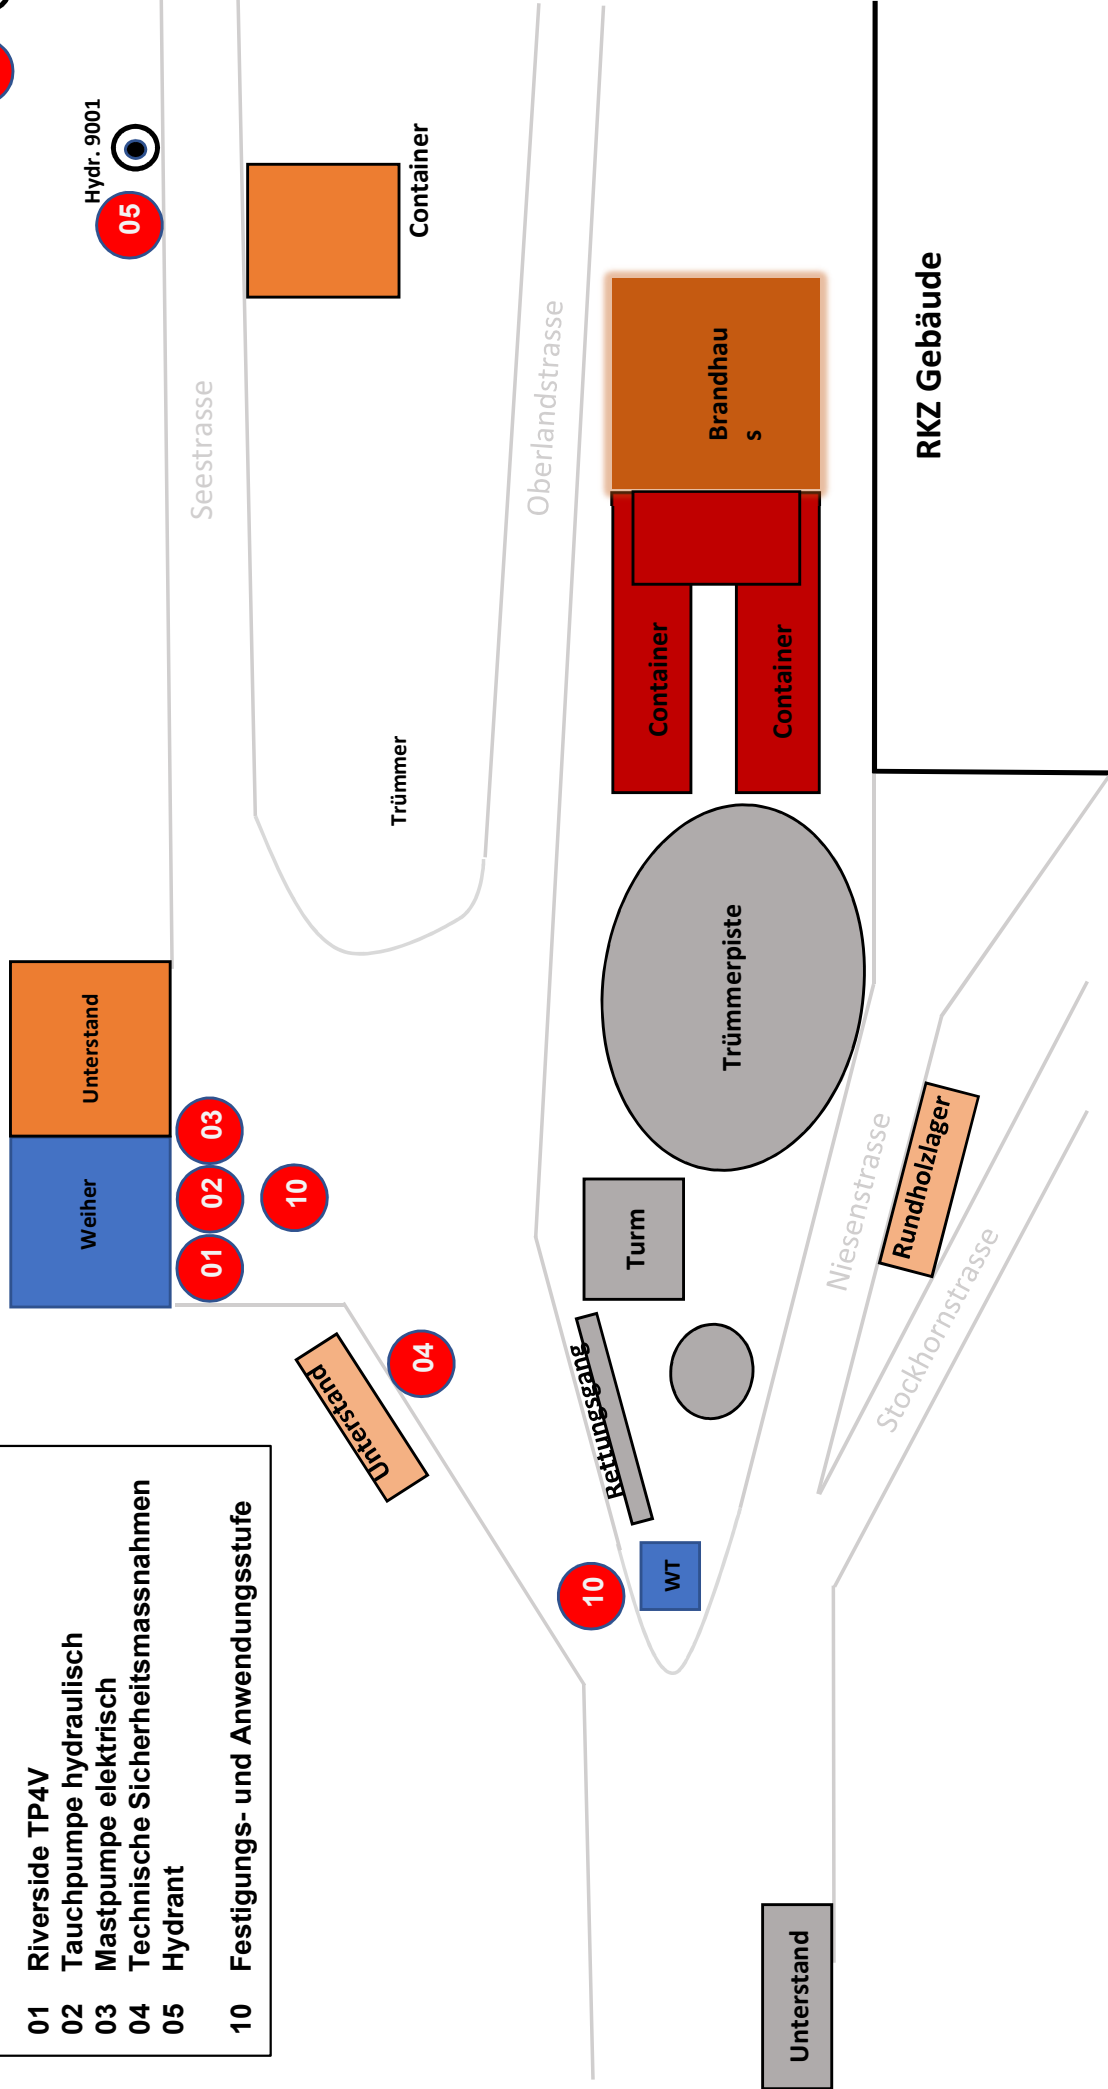 01 Riverside TP4V
02 Tauchpumpe hydraulisch
03 Mastpumpe elektrisch
04 Technische Sicherheitsmassnahmen
05 Hydrant
10 Festigungs- und Anwendungsstufe
Weiher
Unterstand
01
02
03
10
Unterstand
04
Hydr. 9001
05
Seestrasse
Container
Trümmer
Oberlandstrasse
10
WT
Rettungsgang
Turm
Trümmerpiste
Container
Container
Brandhau
s
RKZ Gebäude
Niesenstrasse
Rundholzlager
Stockhornstrasse
Unterstand